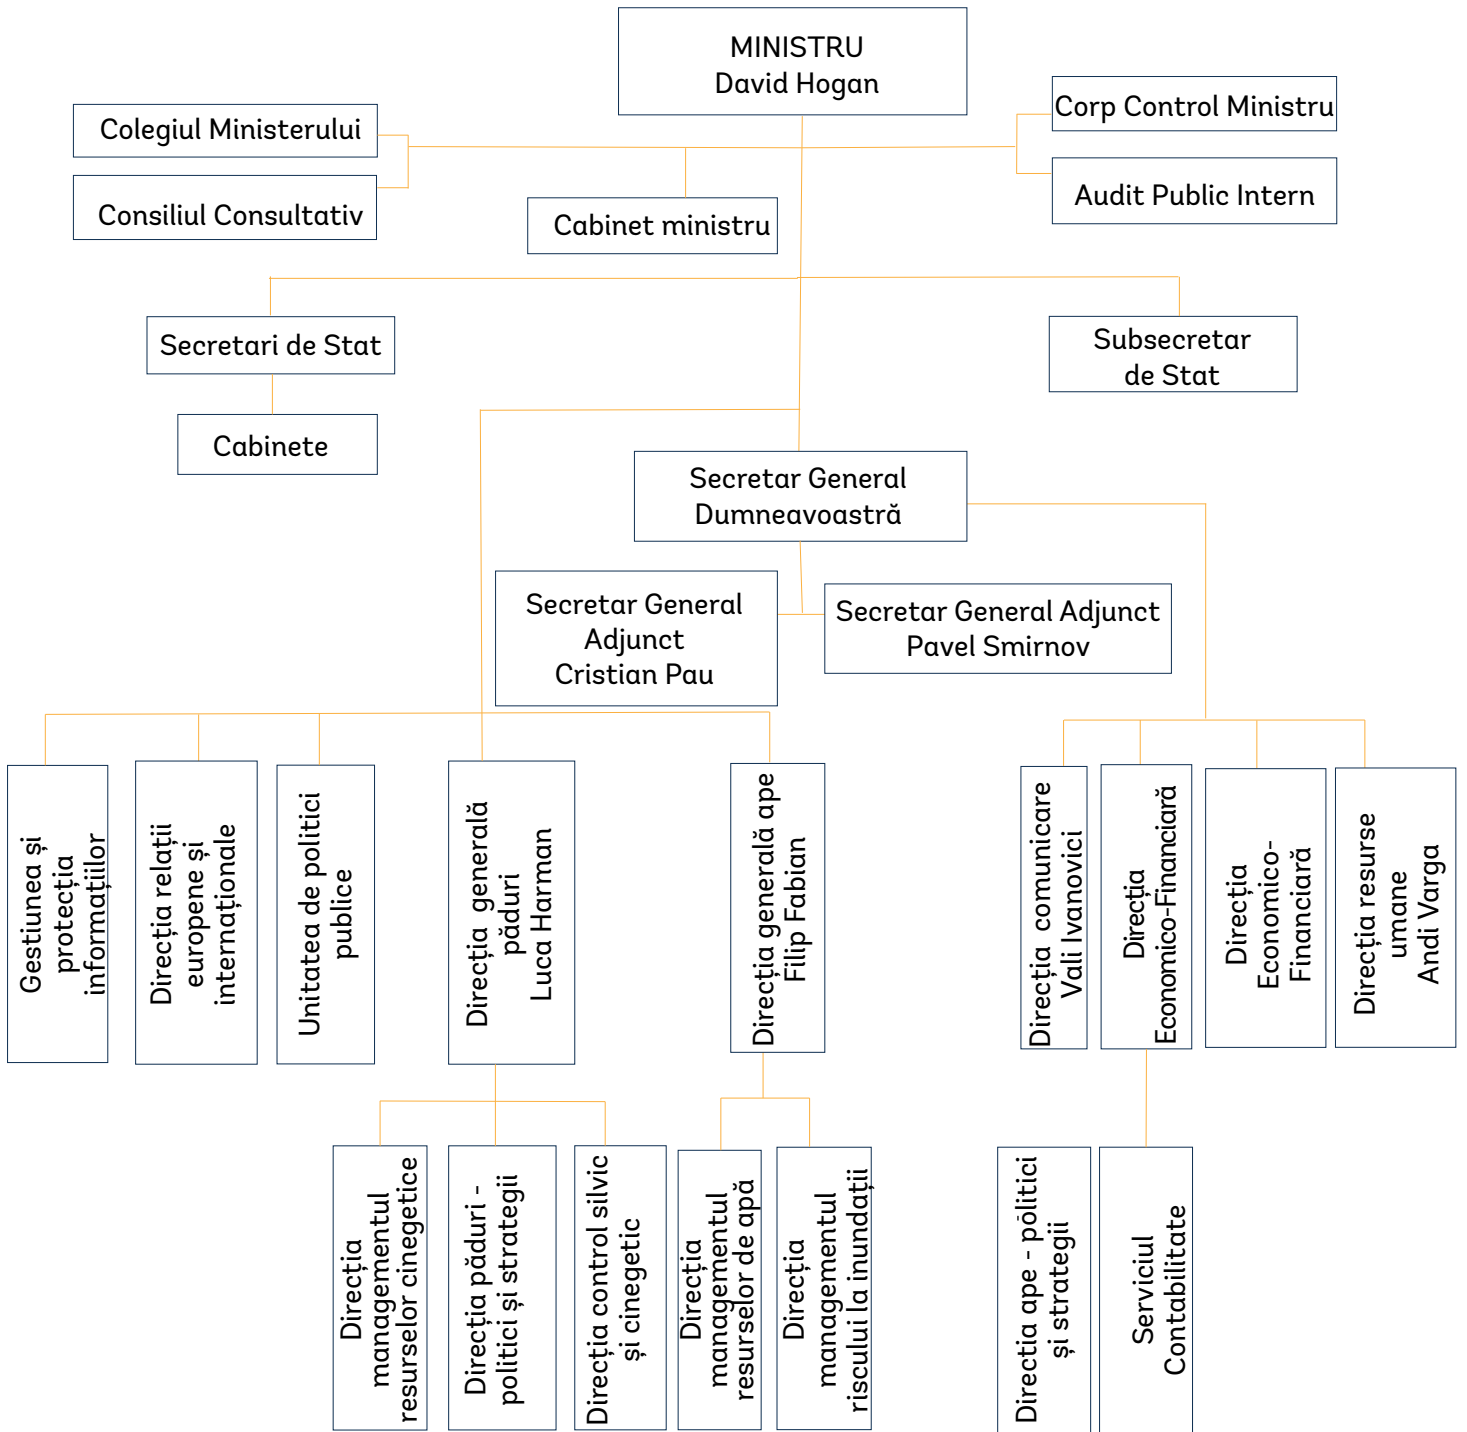 MINISTRU
David Hogan
Colegiul Ministerului
Corp Control Ministru
Consiliul Consultativ
Cabinet ministru
Audit Public Intern
Secretari de Stat
Subsecretar
de Stat
Cabinete
Secretar General
Dumneavoastră
Secretar General
Adjunct
Cristian Pau
Secretar General Adjunct
Pavel Smirnov
Gestiunea și
protecția
informațiilor
Direcția relații
europene și
internaționale
Unitatea de politici
publice
Direcția generală
păduri
Luca Harman
Direcția generală ape
Filip Fabian
Direcția comunicare
Vali Ivanovici
Direcția
Economico-Financiară
Direcția
Economico-
Financiară
Direcția resurse
umane
Andi Varga
Direcția
managementul
resurselor cinegetice
Direcția păduri -
politici și strategii
Direcția control silvic
și cinegetic
Direcția
managementul
resurselor de apă
Direcția
managementul
riscului la inundații
Directia ape - politici
și strategii
Serviciul
Contabilitate